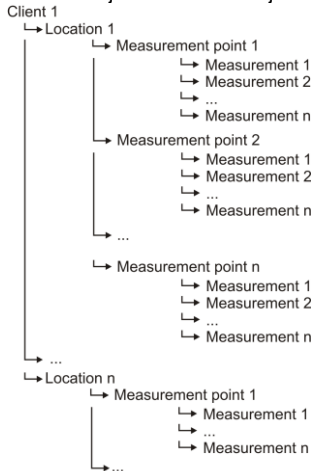 Client 1
Location 1
Measurement point 1
Measurement 1
Measurement 2
...
Measurement n
Measurement point 2
Measurement 1
Measurement 2
...
Measurement n
...
Measurement point n
Measurement 1
Measurement 2
...
Measurement n
...
Location n
Measurement point 1
Measurement 1
...
Measurement n
...